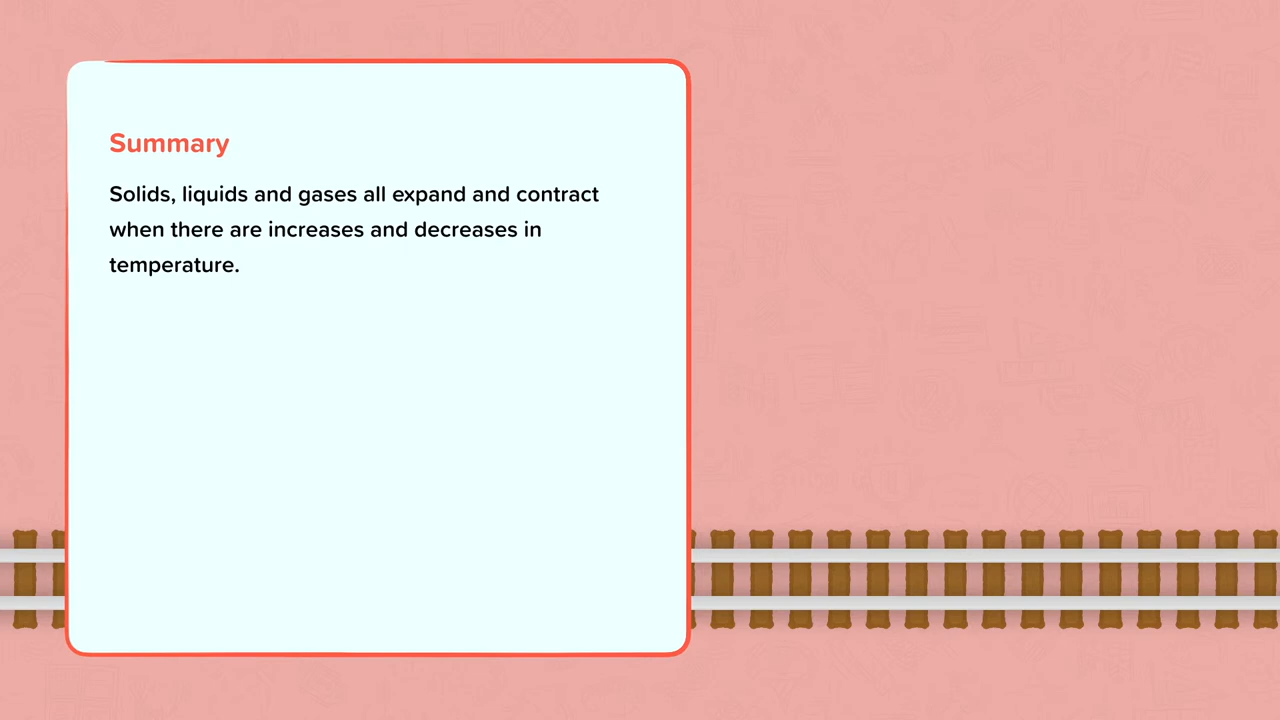 Summary
Solids, liquids and gases all expand and contract
when there are increases and decreases in
temperature.